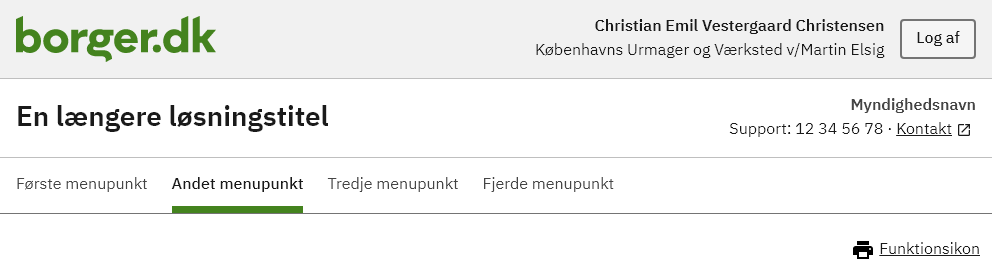 borger.dk
Christian Emil Vestergaard Christensen
Københavns Urmager og Værksted v/Martin Elsig
Log af
En længere løsningstitel
Myndighedsnavn
Support: 12 34 56 78 · Kontakt
Første menupunkt Andet menupunkt Tredje menupunkt Fjerde menupunkt
Funktionsikon